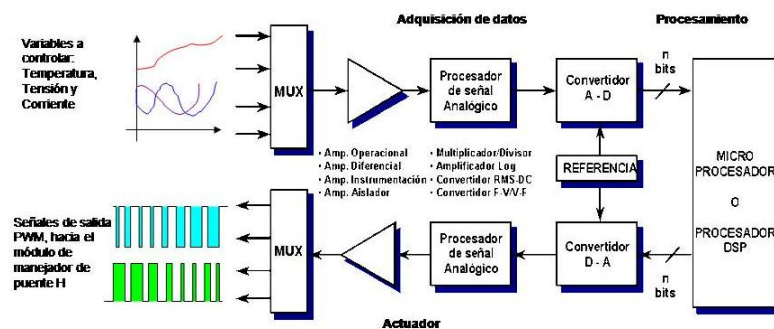 Adquisición de datos
Procesamiento
Variables a
controlar:
Temperatura,
Tensión y
Corriente
MUX
Procesador
de señal
Analógico
Convertidor
A - D
n
bits
• Amp. Operacional
• Amp. Diferencial
• Amp. Instrumentación
• Amp. Aislador
• Multiplicador/Divisor
• Amplificador Log
• Convertidor RMS-DC
• Convertidor F-V/V-F
REFERENCIA
MICRO
PROCESADOR
O
PROCESADOR
DSP
Señales de salida
PWM, hacia el
módulo de
manejador de
puente H
MUX
Procesador
de señal
Analógico
Convertidor
D - A
n
bits
Actuador